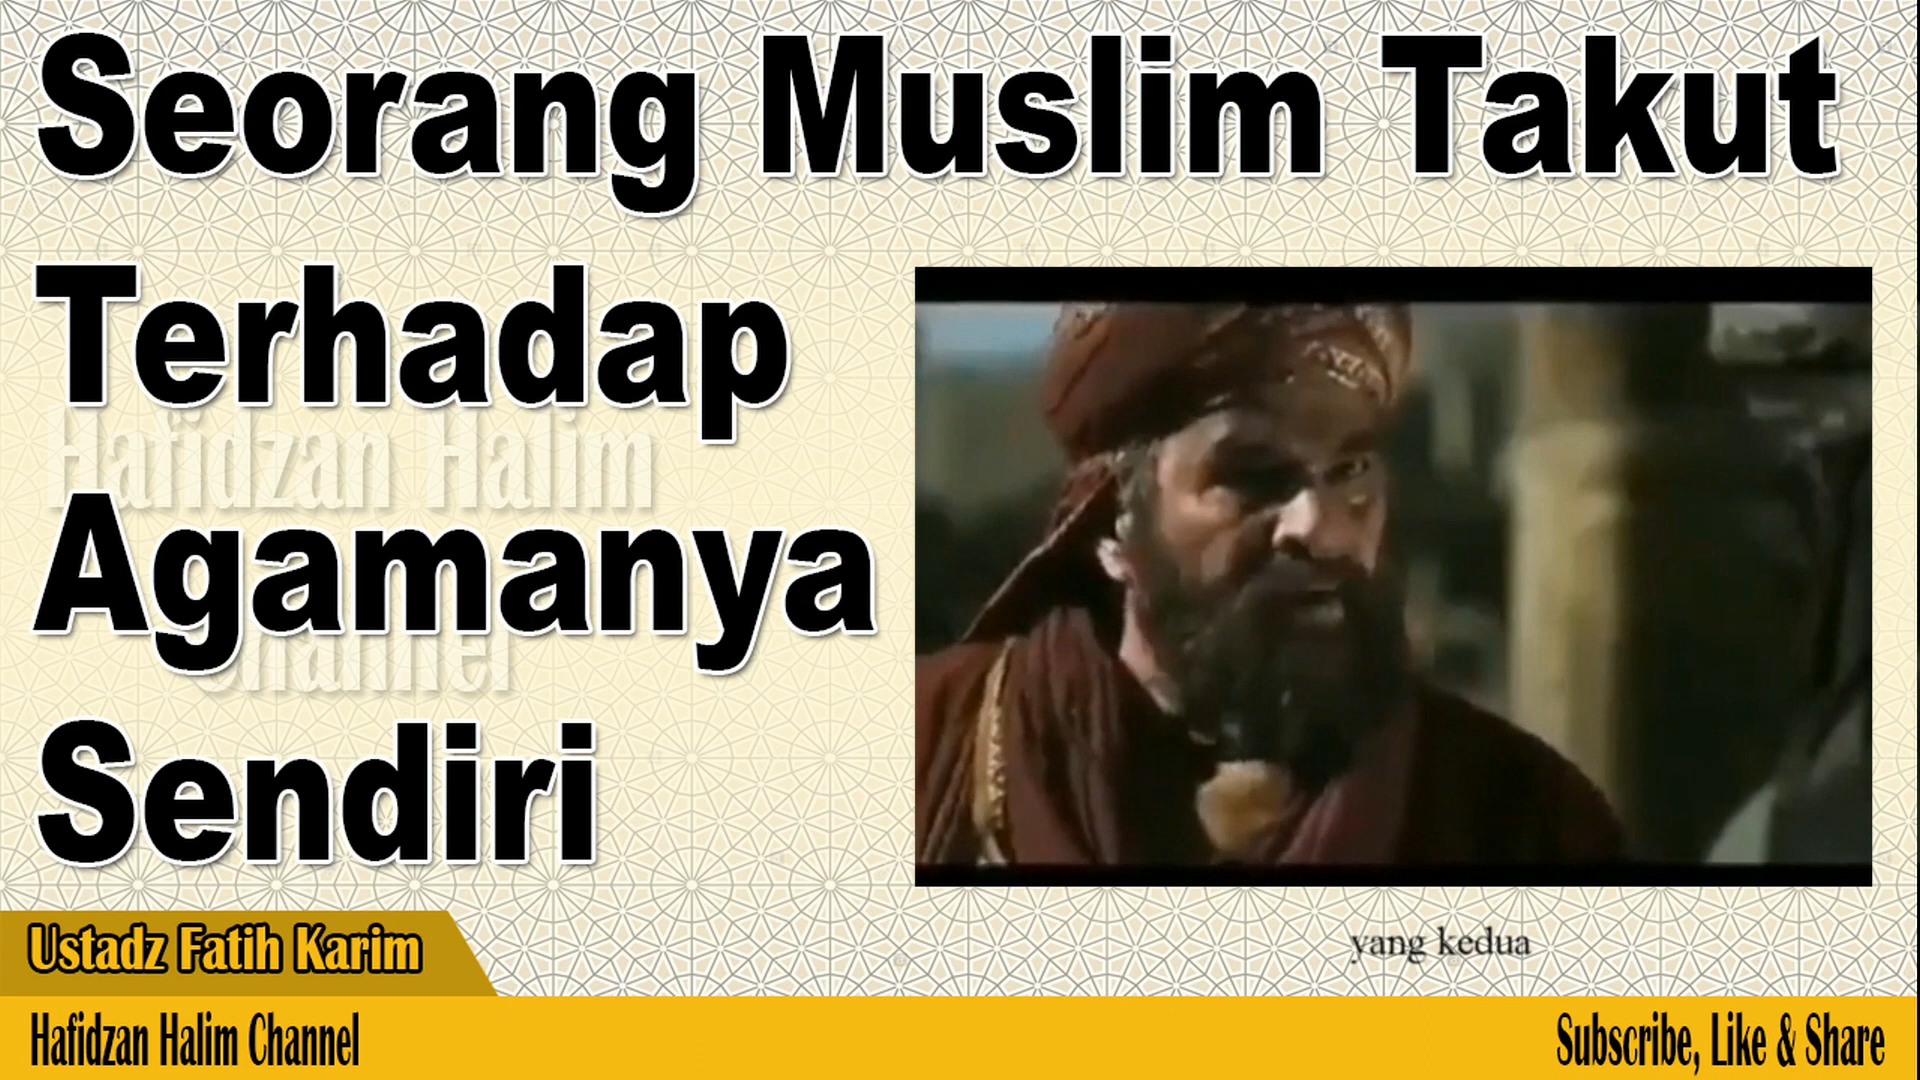 Seorang Muslim Takut
Terhadap
Hafidzan Halim
Agamanya
Channel
Sendiri
Ustadz Fatih Karim
yang kedua
Hafidzan Halim Channel
Subscribe, Like & Share